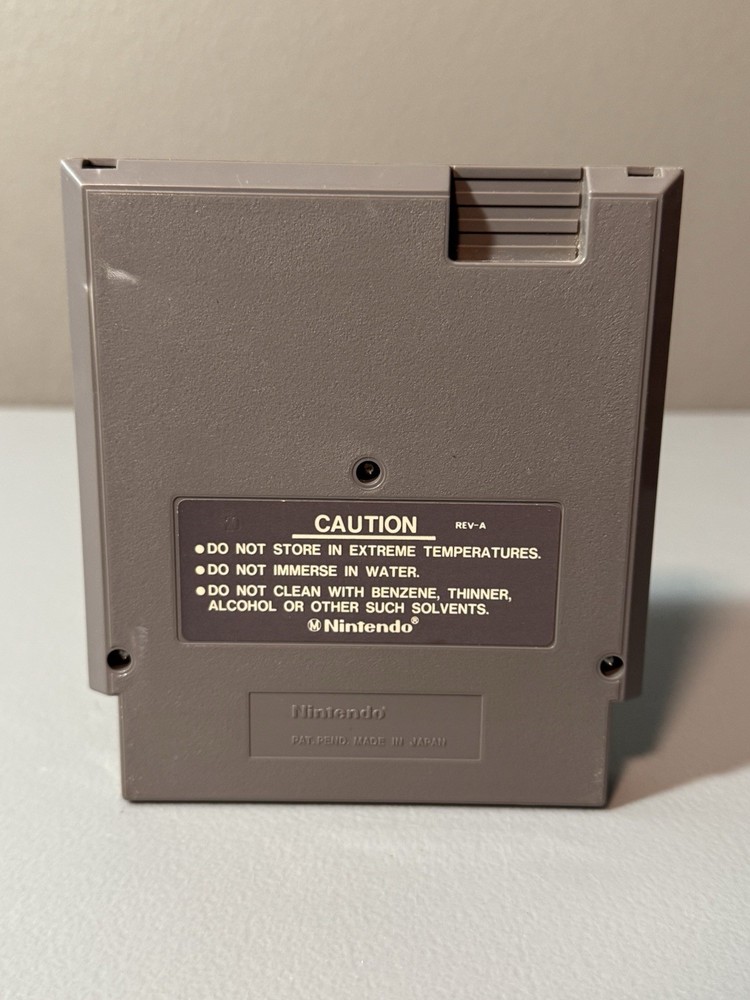 CAUTION REV-A
●DO NOT STORE IN EXTREME TEMPERATURES.
●DO NOT IMMERSE IN WATER.
●DO NOT CLEAN WITH BENZENE, THINNER,
ALCOHOL OR OTHER SUCH SOLVENTS.
Ⓜ Nintendo®
Nintendo®
PAT. PEND. MADE IN JAPAN